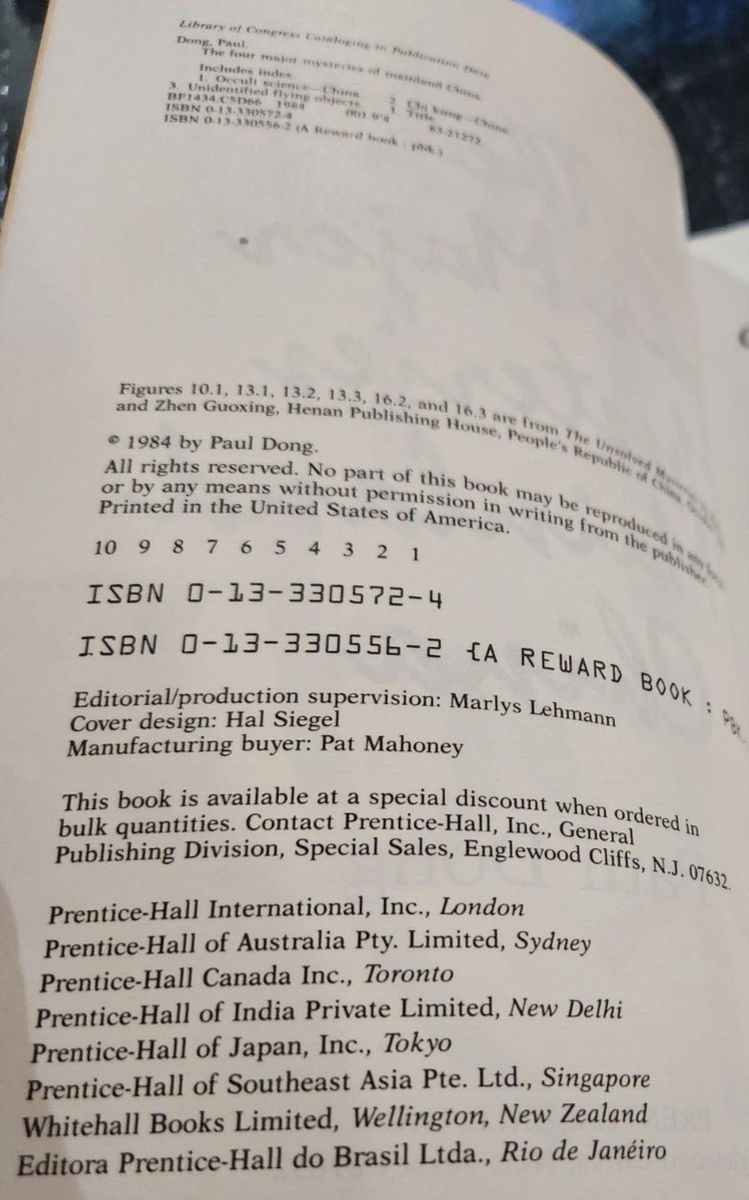 Library of Congress Cataloging in Publication Data
Dong, Paul.
The four major mysteries of mainland China.
Includes index.
1. Occult science—China. 2. Chi kung—China.
3. Unidentified flying objects. I. Title.
BF1434.C5D66 1984 001.9'4 83-21272
ISBN 0-13-330572-4
ISBN 0-13-330556-2 (A Reward book : pbk.)
Figures 10.1, 13.1, 13.2, 13.3, 16.2, and 16.3 are from The Unsolved
and Zhen Guoxing, Henan Publishing House, People's Republic of China
© 1984 by Paul Dong.
All rights reserved. No part of this book may be reproduced in any
or by any means without permission in writing from the publisher.
Printed in the United States of America.
10 9 8 7 6 5 4 3 2 1
ISBN 0-13-330572-4
ISBN 0-13-330556-2 {A REWARD BOOK :
Editorial/production supervision: Marlys Lehmann
Cover design: Hal Siegel
Manufacturing buyer: Pat Mahoney
This book is available at a special discount when ordered in
bulk quantities. Contact Prentice-Hall, Inc., General
Publishing Division, Special Sales, Englewood Cliffs, N.J. 07632.
Prentice-Hall International, Inc., London
Prentice-Hall of Australia Pty. Limited, Sydney
Prentice-Hall Canada Inc., Toronto
Prentice-Hall of India Private Limited, New Delhi
Prentice-Hall of Japan, Inc., Tokyo
Prentice-Hall of Southeast Asia Pte. Ltd., Singapore
Whitehall Books Limited, Wellington, New Zealand
Editora Prentice-Hall do Brasil Ltda., Rio de Janéiro